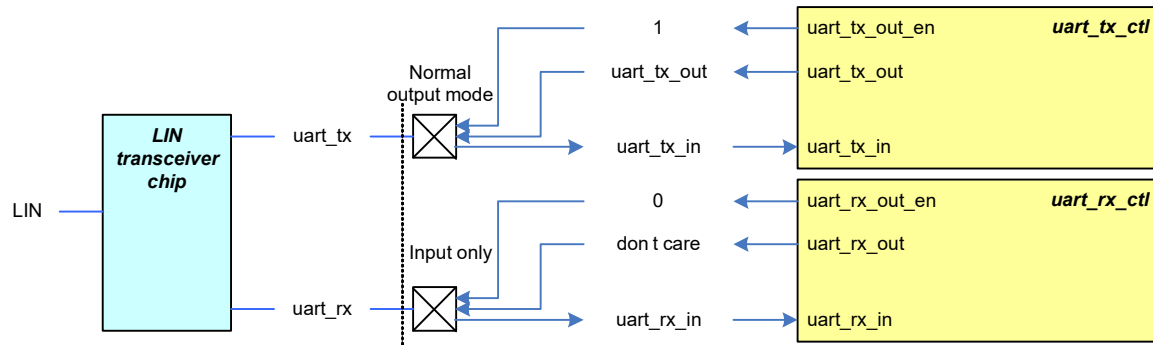 1
uart_tx_out_en
uart_tx_ctl
Normal
output mode
uart_tx_out
uart_tx_out
LIN
transceiver
chip
uart_tx
uart_tx_in
uart_tx_in
LIN
0
uart_rx_out_en
uart_rx_ctl
Input only
don t care
uart_rx_out
uart_rx
uart_rx_in
uart_rx_in